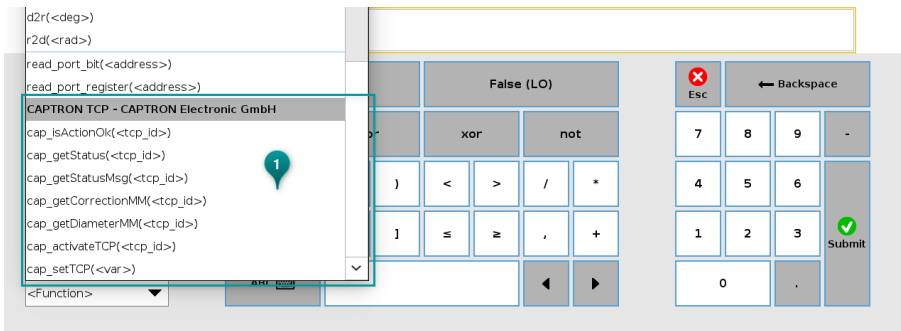 d2r(<deg>)
r2d(<rad>)
read_port_bit(<address>)
read_port_register(<address>)
CAPTRON TCP - CAPTRON Electronic GmbH
cap_isActionOk(<tcp_id>)
cap_getStatus(<tcp_id>)
cap_getStatusMsg(<tcp_id>)
cap_getCorrectionMM(<tcp_id>)
cap_getDiameterMM(<tcp_id>)
cap_activateTCP(<tcp_id>)
cap_setTCP(<var>)
<Function>
1
False (LO)
xor not
) < > / *
] ≤ ≥ , +
Esc
← Backspace
7 8 9 -
4 5 6
1 2 3
Submit
0 .